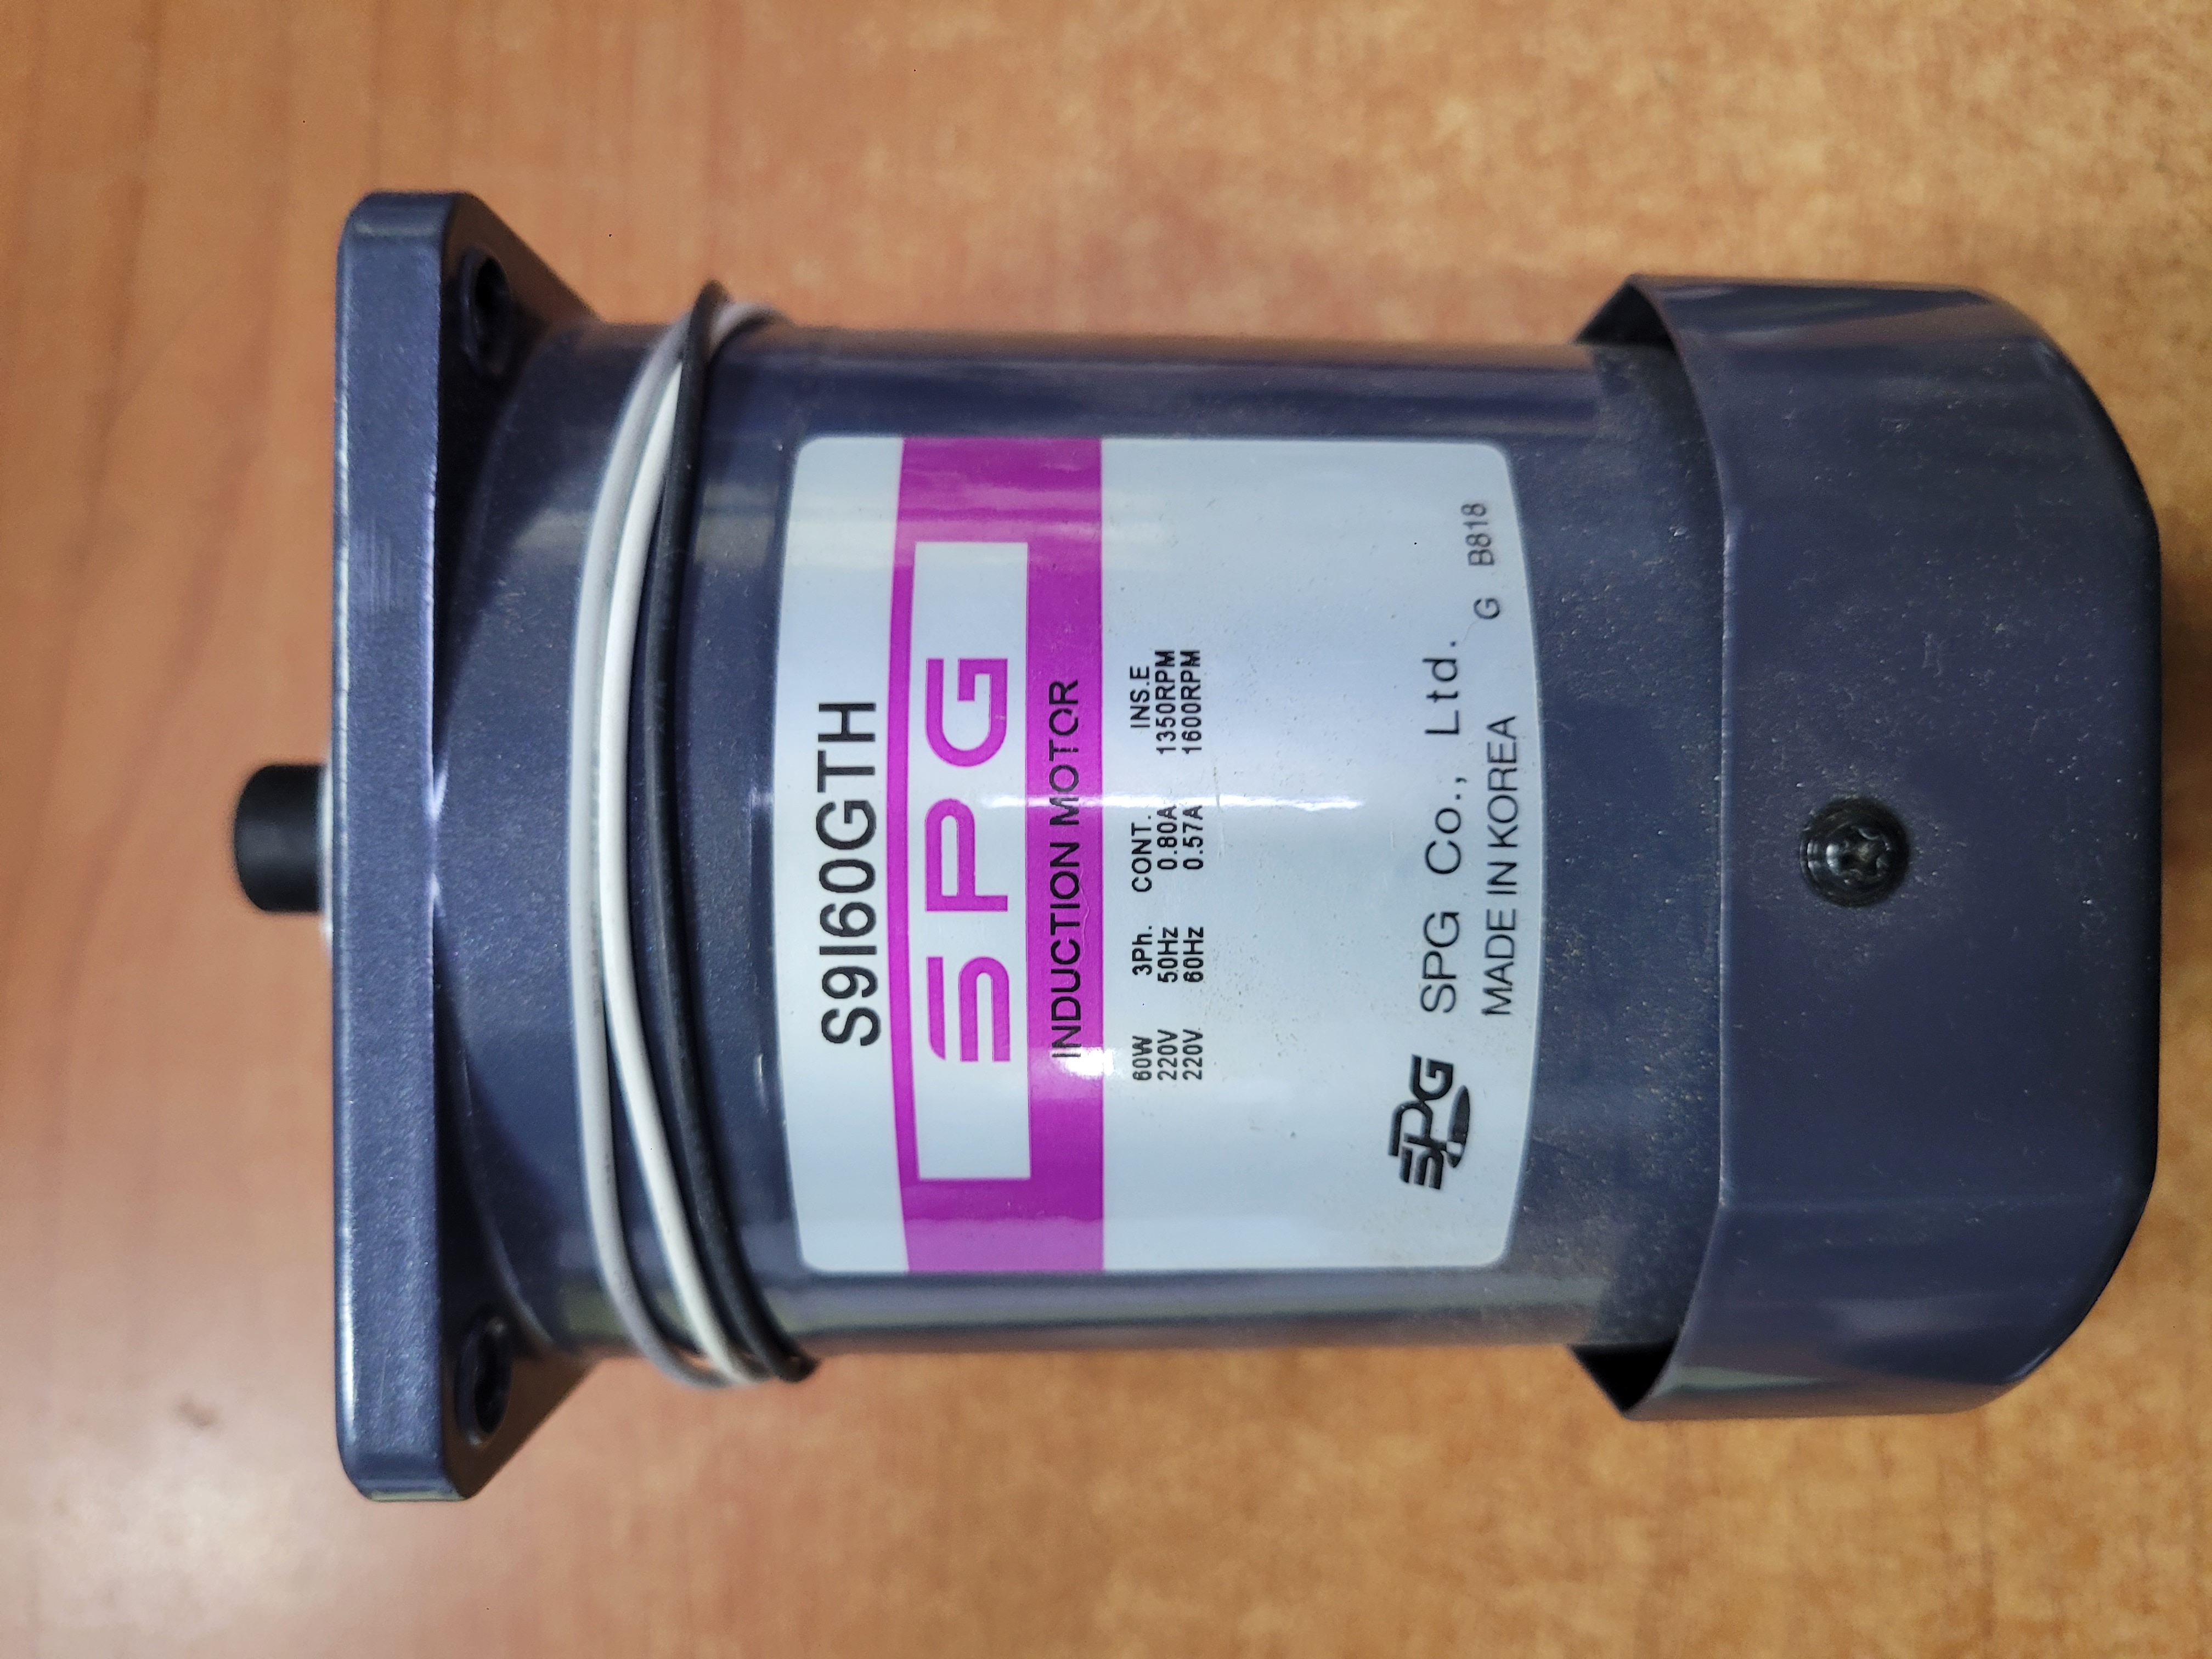 S9I60GTH
SPG
INDUCTION MOTOR
60W 3Ph. CONT. INS.E
220V 50Hz 0.80A 1350RPM
220V 60Hz 0.57A 1600RPM
SPG SPG Co., Ltd.
MADE IN KOREA G B818